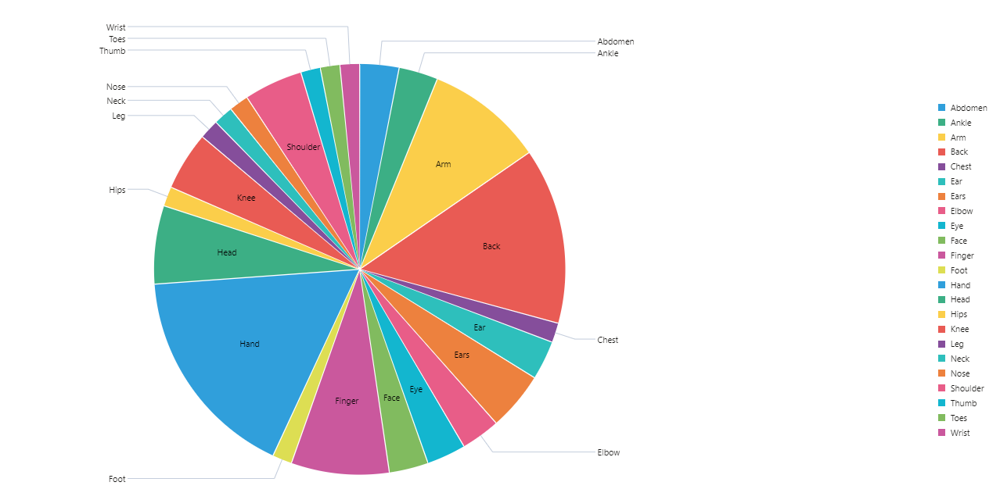 Wrist
Toes
Thumb
Abdomen
Ankle
Nose
Neck
Leg
Shoulder
Arm
Hips
Knee
Head
Back
Ear
Chest
Hand
Ears
Eye
Face
Finger
Elbow
Foot
Abdomen
Ankle
Arm
Back
Chest
Ear
Ears
Elbow
Eye
Face
Finger
Foot
Hand
Head
Hips
Knee
Leg
Neck
Nose
Shoulder
Thumb
Toes
Wrist